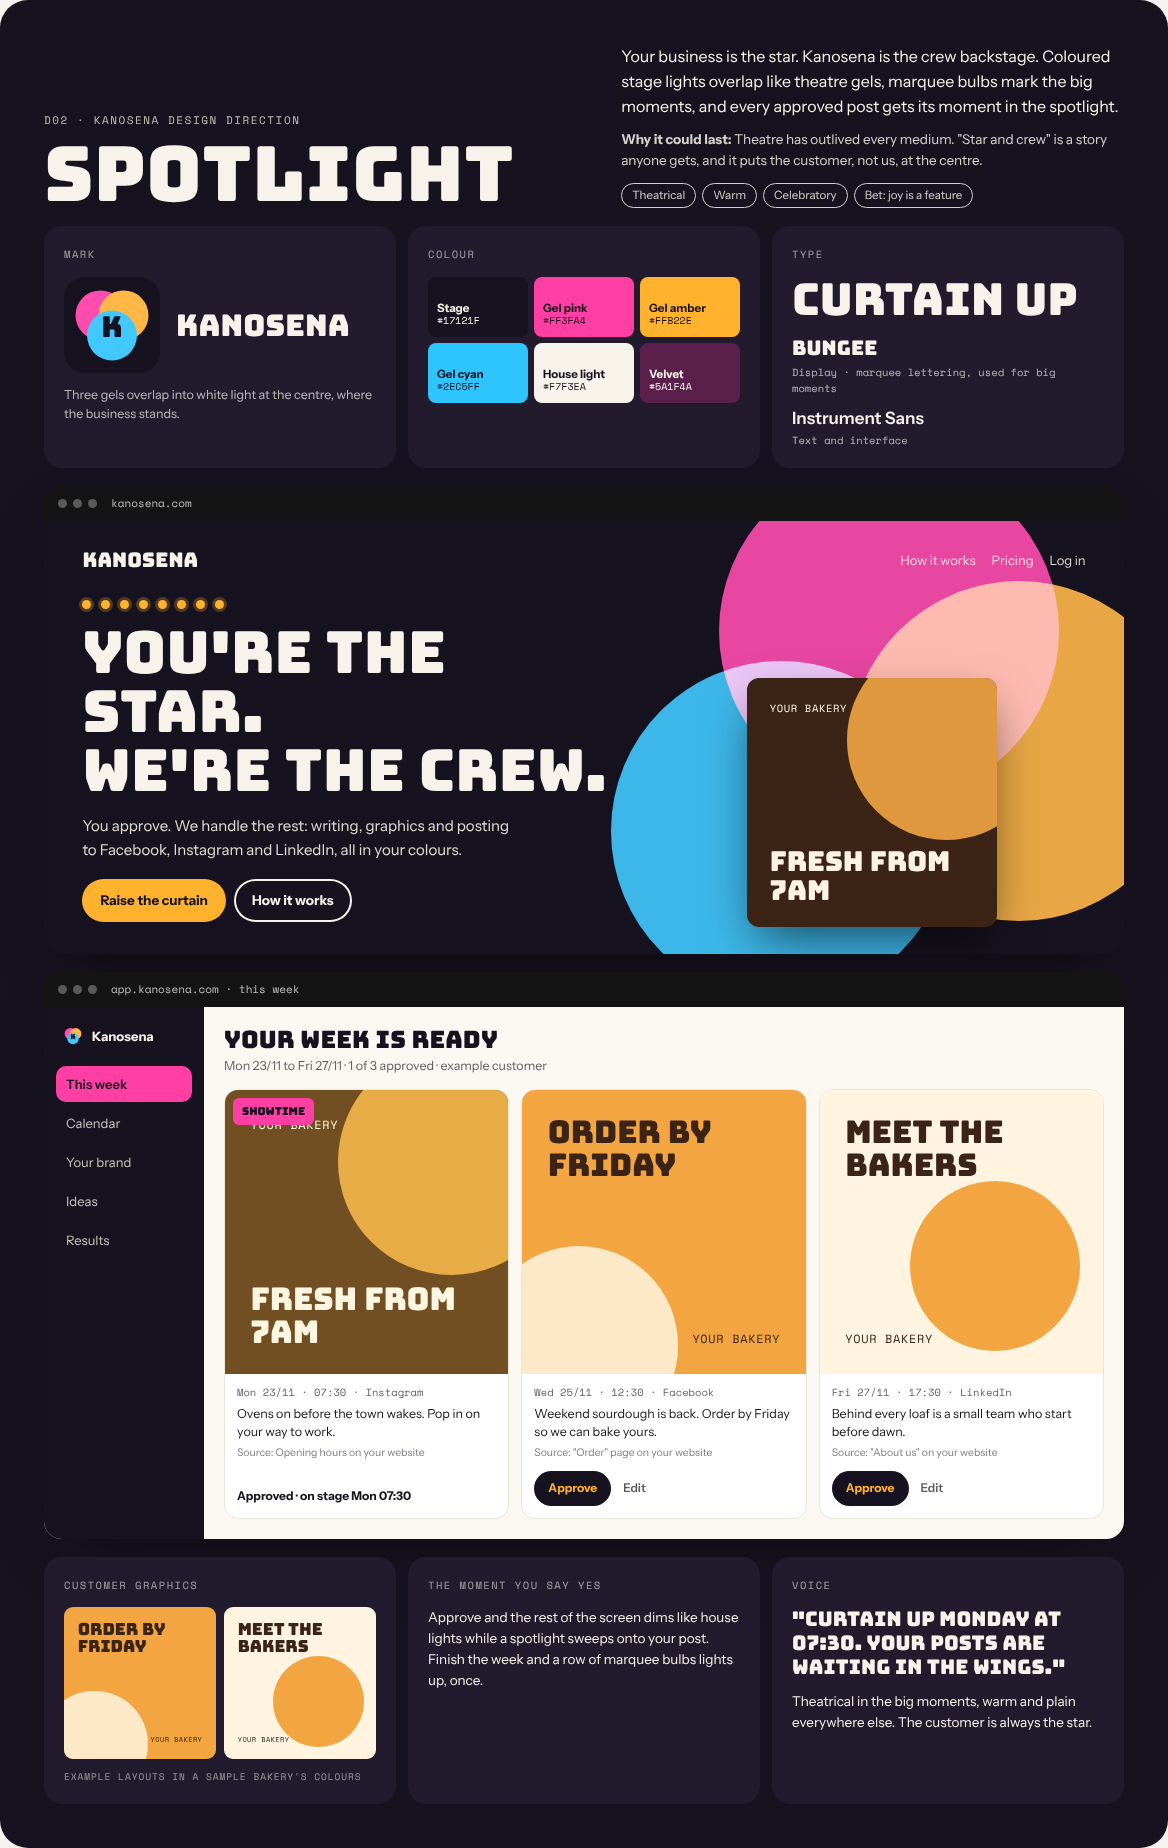 D02 · KANOSENA DESIGN DIRECTION
SPOTLIGHT
Your business is the star. Kanosena is the crew backstage. Coloured
stage lights overlap like theatre gels, marquee bulbs mark the big
moments, and every approved post gets its moment in the spotlight.
Why it could last: Theatre has outlived every medium. "Star and crew" is a story
anyone gets, and it puts the customer, not us, at the centre.
Theatrical
Warm
Celebratory
Bet: joy is a feature
MARK
K
KANOSENA
Three gels overlap into white light at the centre, where
the business stands.
COLOUR
Stage
#17121F
Gel pink
#FF3FA4
Gel amber
#FFB22E
Gel cyan
#2EC5FF
House light
#F7F3EA
Velvet
#5A1F4A
TYPE
CURTAIN UP
BUNGEE
Display · marquee lettering, used for big
moments
Instrument Sans
Text and interface
kanosena.com
KANOSENA
How it works
Pricing
Log in
YOU'RE THE
STAR.
WE'RE THE CREW.
You approve. We handle the rest: writing, graphics and posting
to Facebook, Instagram and LinkedIn, all in your colours.
Raise the curtain
How it works
YOUR BAKERY
FRESH FROM
7AM
app.kanosena.com · this week
K
Kanosena
This week
Calendar
Your brand
Ideas
Results
YOUR WEEK IS READY
Mon 23/11 to Fri 27/11 · 1 of 3 approved · example customer
SHOWTIME
YOUR BAKERY
FRESH FROM
7AM
Mon 23/11 · 07:30 · Instagram
Ovens on before the town wakes. Pop in on
your way to work.
Source: Opening hours on your website
Approved · on stage Mon 07:30
ORDER BY
FRIDAY
YOUR BAKERY
Wed 25/11 · 12:30 · Facebook
Weekend sourdough is back. Order by Friday
so we can bake yours.
Source: "Order" page on your website
Approve
Edit
MEET THE
BAKERS
YOUR BAKERY
Fri 27/11 · 17:30 · LinkedIn
Behind every loaf is a small team who start
before dawn.
Source: "About us" on your website
Approve
Edit
CUSTOMER GRAPHICS
ORDER BY
FRIDAY
YOUR BAKERY
MEET THE
BAKERS
YOUR BAKERY
EXAMPLE LAYOUTS IN A SAMPLE BAKERY'S COLOURS
THE MOMENT YOU SAY YES
Approve and the rest of the screen dims like house
lights while a spotlight sweeps onto your post.
Finish the week and a row of marquee bulbs lights
up, once.
VOICE
"CURTAIN UP MONDAY AT
07:30. YOUR POSTS ARE
WAITING IN THE WINGS."
Theatrical in the big moments, warm and plain
everywhere else. The customer is always the star.